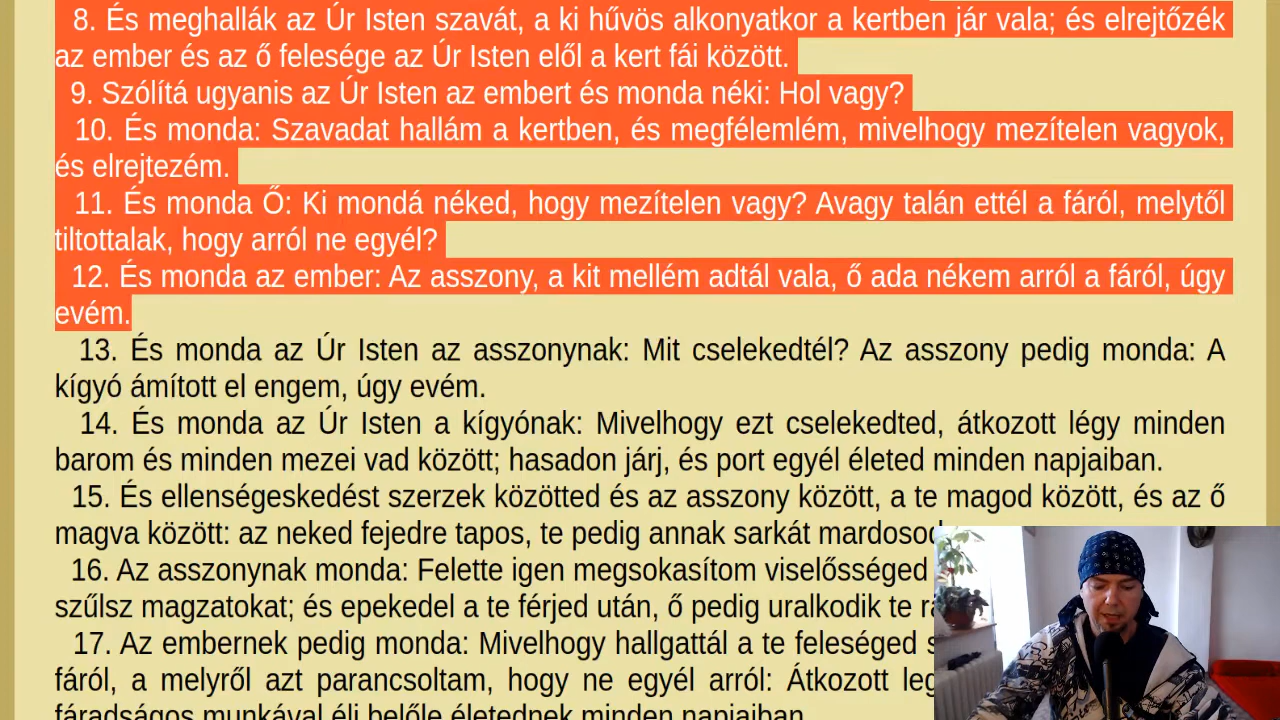 8. És meghallák az Úr Isten szavát, a ki hűvös alkonyatkor a kertben jár vala; és elrejtőzék
az ember és az ő felesége az Úr Isten elől a kert fái között.
9. Szólítá ugyanis az Úr Isten az embert és monda néki: Hol vagy?
10. És monda: Szavadat hallám a kertben, és megfélemlém, mivelhogy mezítelen vagyok,
és elrejtezém.
11. És monda Ő: Ki mondá néked, hogy mezítelen vagy? Avagy talán ettél a fáról, melytől
tiltottalak, hogy arról ne egyél?
12. És monda az ember: Az asszony, a kit mellém adtál vala, ő ada nékem arról a fáról, úgy
evém.
13. És monda az Úr Isten az asszonynak: Mit cselekedtél? Az asszony pedig monda: A
kígyó ámított el engem, úgy evém.
14. És monda az Úr Isten a kígyónak: Mivelhogy ezt cselekedted, átkozott légy minden
barom és minden mezei vad között; hasadon járj, és port egyél életed minden napjaiban.
15. És ellenségeskedést szerzek közötted és az asszony között, a te magod között, és az ő
magva között: az neked fejedre tapos, te pedig annak sarkát mardosod
16. Az asszonynak monda: Felette igen megsokasítom viselősséged
szűlsz magzatokat; és epekedel a te férjed után, ő pedig uralkodik te
17. Az embernek pedig monda: Mivelhogy hallgattál a te feleséged
fáról, a melyről azt parancsoltam, hogy ne egyél arról: Átkozott
fáradságos munkával élj belőle életednek minden napjaiban.